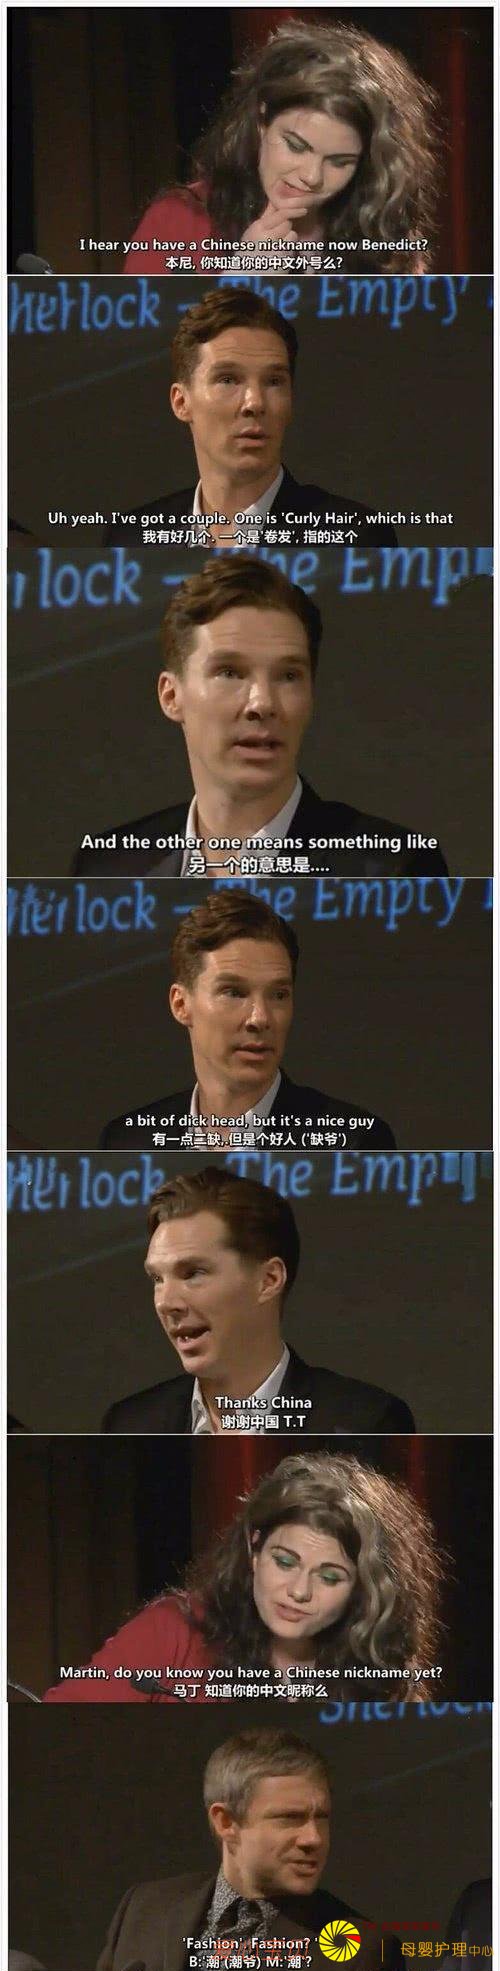 I hear you have a Chinese nickname now Benedict?
本尼, 你知道你的中文外号么?
Sherlock — The Empty
Uh yeah. I've got a couple. One is 'Curly Hair', which is that
我有好几个. 一个是'卷发', 指的这个
lock — The Emp
And the other one means something like
另一个的意思是....
Sherlock — The Empty
a bit of dick head, but it's a nice guy
有一点二缺, 但是个好人 ('缺爷')
lock — The Emp
Thanks China
谢谢中国 T.T
Martin, do you know you have a Chinese nickname yet?
马丁 知道你的中文昵称么
Sherlock
'Fashion' 'Fashion? '
B:'潮' (潮爷) M:'潮'?
母婴护理中心